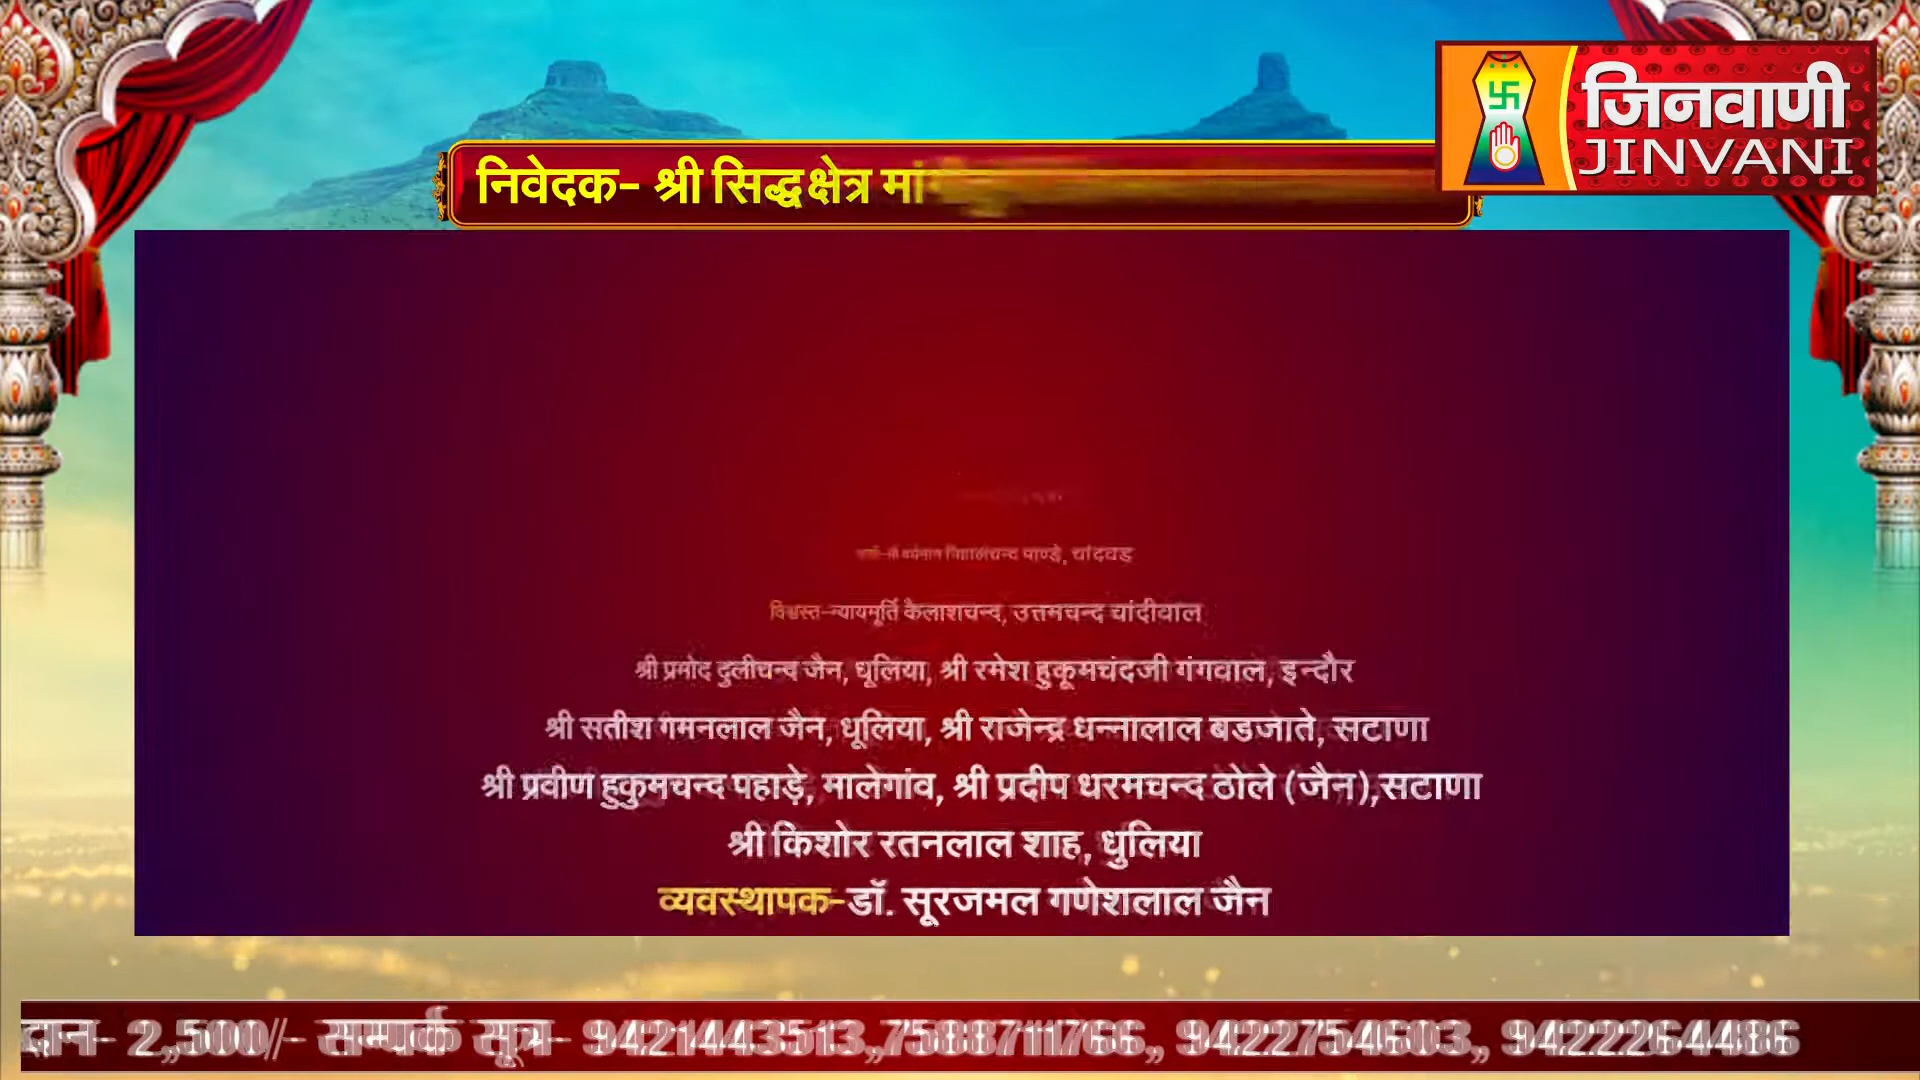 जिनवाणी
JINVANI
निवेदक- श्री सिद्धक्षेत्र
पाण्डे, चांदवड
विश्वस्त-न्यायमूर्ति कैलाशचन्द, उत्तमचन्द चांदीवाल
श्री प्रमोद दुलीचन्द जैन, धूलिया, श्री रमेश हुकूमचंदजी गंगवाल, इन्दौर
श्री सतीश गमनलाल जैन, धूलिया, श्री राजेन्द्र धन्नालाल बडजाते, सटाणा
श्री प्रवीण हुकुमचन्द पहाड़े, मालेगांव, श्री प्रदीप धरमचन्द ठोले (जैन),सटाणा
श्री किशोर रतनलाल शाह, धुलिया
व्यवस्थापक-डॉ. सूरजमल गणेशलाल जैन
दान- 2,500/- सम्पर्क सूत्र- 9421443513, 7588711766, 9422754603, 9422264486